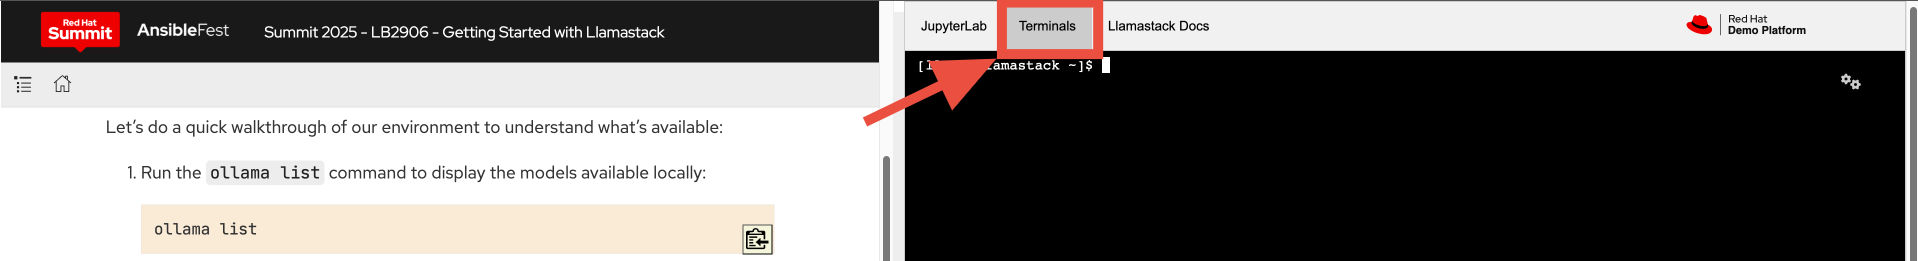 Red Hat
Summit
AnsibleFest
Summit 2025 - LB2906 - Getting Started with Llamastack
Let's do a quick walkthrough of our environment to understand what's available:
1. Run the ollama list command to display the models available locally:
ollama list
JupyterLab
Terminals
Llamastack Docs
Red Hat
Demo Platform
~]$